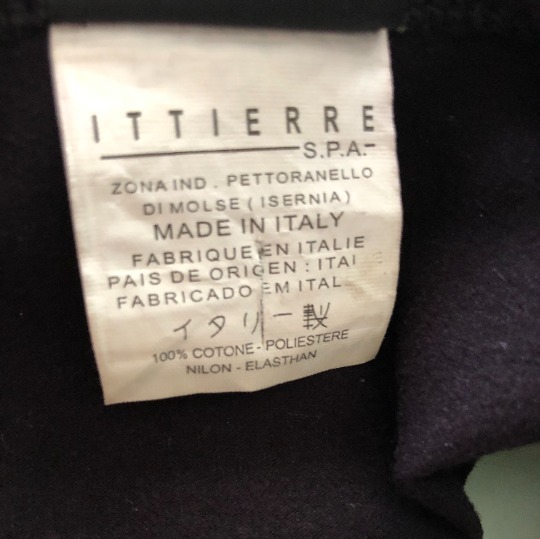 ITTIERRE
S.P.A.-
ZONA IND . PETTORANELLO
DI MOLSE ( ISERNIA )
MADE IN ITALY
FABRIQUE EN ITALIE
PAIS DE ORIGEN : ITAI
FABRICADO EM ITAL
イタリー製
100% COTONE - POLIESTERE
NILON - ELASTHAN